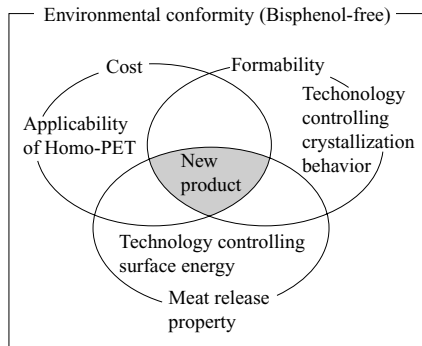 Environmental conformity (Bisphenol-free)
Cost
Formability
Applicability
of Homo-PET
Techonology
controlling
crystallization
behavior
New
product
Technology controlling
surface energy
Meat release
property